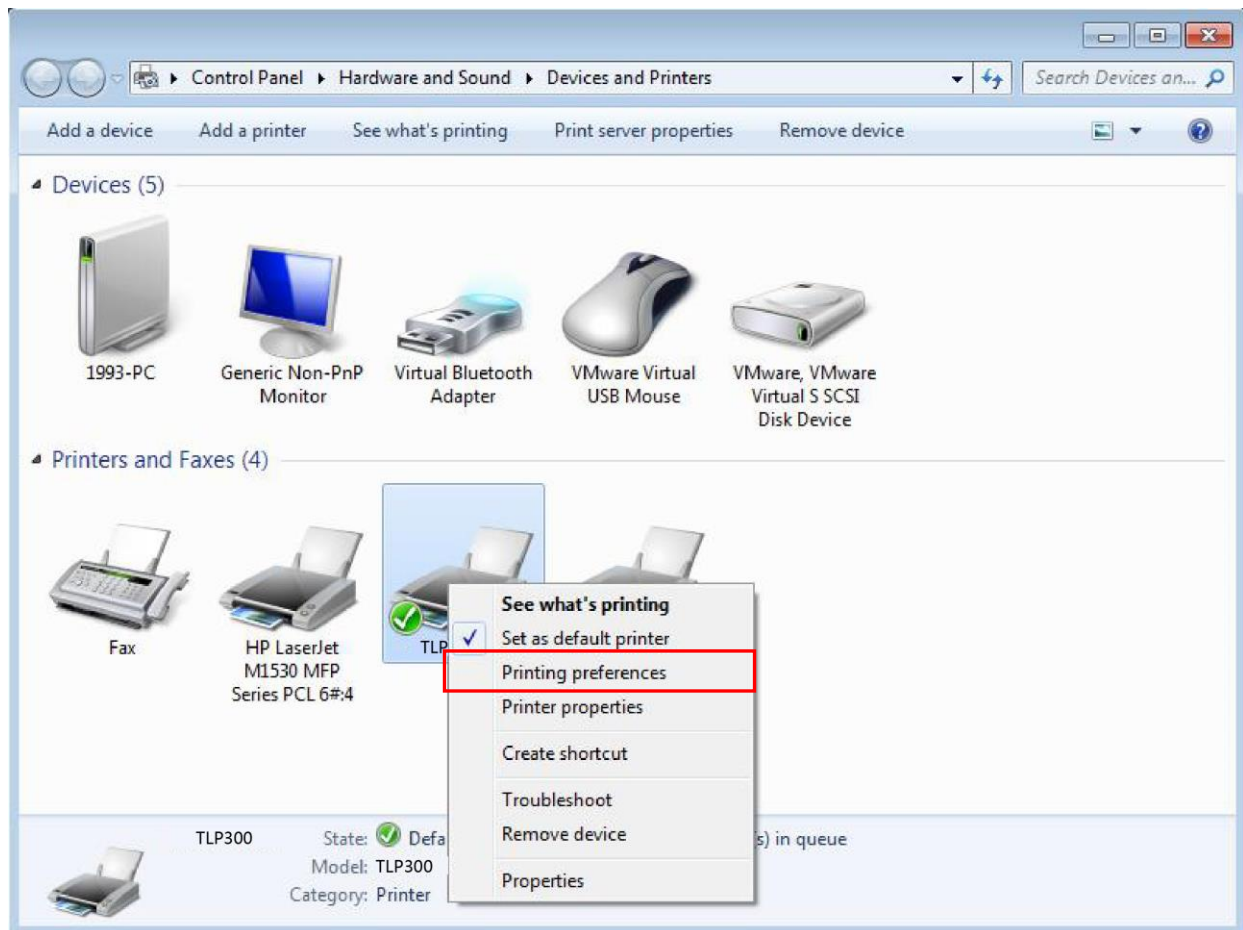 Control Panel ▸ Hardware and Sound ▸ Devices and Printers
Search Devices an...
Add a device Add a printer See what's printing Print server properties Remove device
Devices (5)
1993-PC
Generic Non-PnP
Monitor
Virtual Bluetooth
Adapter
VMware Virtual
USB Mouse
VMware, VMware
Virtual S SCSI
Disk Device
Printers and Faxes (4)
Fax
HP LaserJet
M1530 MFP
Series PCL 6#:4
TLP
See what's printing
Set as default printer
Printing preferences
Printer properties
Create shortcut
Troubleshoot
Remove device
Properties
TLP300 State: Defa s) in queue
Model: TLP300
Category: Printer